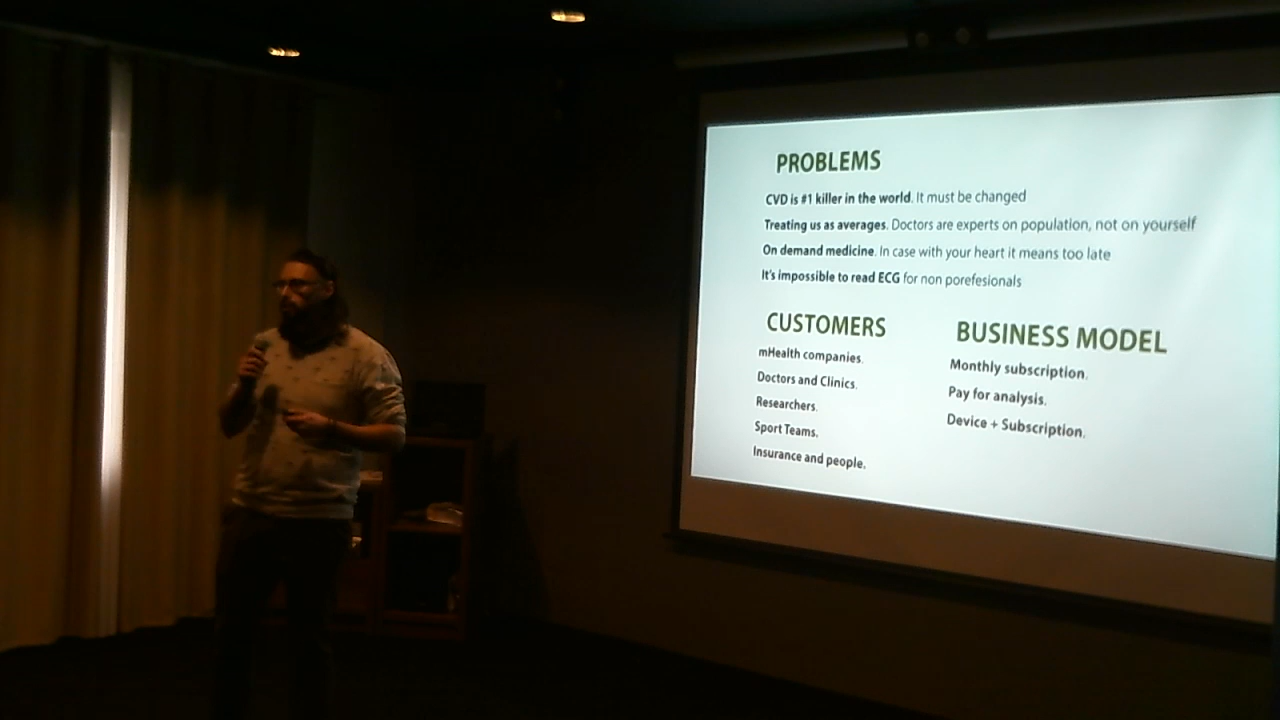 PROBLEMS
CVD is #1 killer in the world. It must be changed
Treating us as averages. Doctors are experts on population, not on yourself
On demand medicine. In case with your heart it means too late
It's impossible to read ECG for non porefesionals
CUSTOMERS
mHealth companies.
Doctors and Clinics.
Researchers.
Sport Teams.
Insurance and people.
BUSINESS MODEL
Monthly subscription.
Pay for analysis.
Device + Subscription.